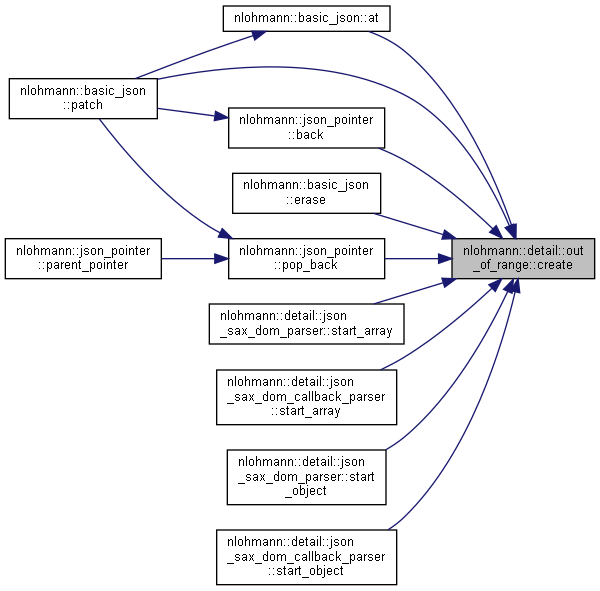 nlohmann::basic_json::at
nlohmann::basic_json
::patch
nlohmann::json_pointer
::back
nlohmann::basic_json
::erase
nlohmann::json_pointer
::parent_pointer
nlohmann::json_pointer
::pop_back
nlohmann::detail::out
_of_range::create
nlohmann::detail::json
_sax_dom_parser::start_array
nlohmann::detail::json
_sax_dom_callback_parser
::start_array
nlohmann::detail::json
_sax_dom_parser::start
_object
nlohmann::detail::json
_sax_dom_callback_parser
::start_object